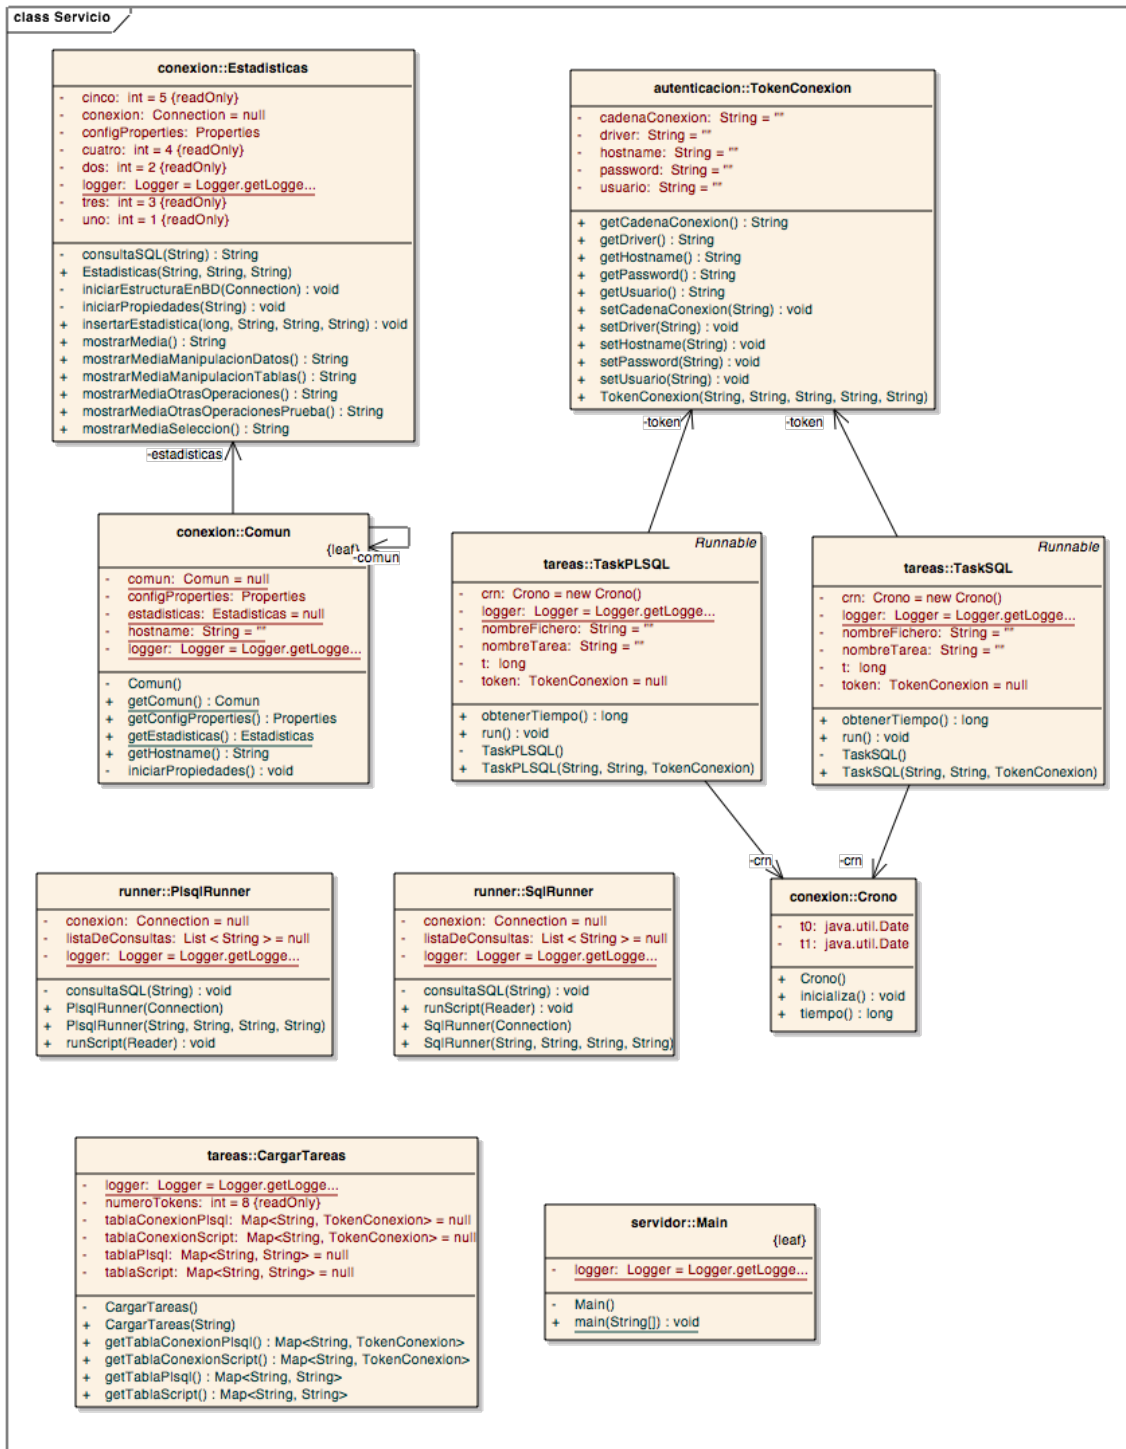 class Servicio
conexion::Estadisticas
- cinco: int = 5 {readOnly}
- conexion: Connection = null
- configProperties: Properties
- cuatro: int = 4 {readOnly}
- dos: int = 2 {readOnly}
- logger: Logger = Logger.getLogge...
- tres: int = 3 {readOnly}
- uno: int = 1 {readOnly}
- consultaSQL(String) : String
+ Estadisticas(String, String, String)
- iniciarEstructuraEnBD(Connection) : void
- iniciarPropiedades(String) : void
+ insertarEstadistica(long, String, String, String) : void
+ mostrarMedia() : String
+ mostrarMediaManipulacionDatos() : String
+ mostrarMediaManipulacionTablas() : String
+ mostrarMediaOtrasOperaciones() : String
+ mostrarMediaOtrasOperacionesPrueba() : String
+ mostrarMediaSeleccion() : String
autenticacion::TokenConexion
- cadenaConexion: String = ""
- driver: String = ""
- hostname: String = ""
- password: String = ""
- usuario: String = ""
+ getCadenaConexion() : String
+ getDriver() : String
+ getHostname() : String
+ getPassword() : String
+ getUsuario() : String
+ setCadenaConexion(String) : void
+ setDriver(String) : void
+ setHostname(String) : void
+ setPassword(String) : void
+ setUsuario(String) : void
+ TokenConexion(String, String, String, String, String)
-estadisticas
-token
-token
conexion::Comun
{leaf}
-comun
- comun: Comun = null
- configProperties: Properties
- estadisticas: Estadisticas = null
- hostname: String = ""
- logger: Logger = Logger.getLogge...
- Comun()
+ getComun() : Comun
+ getConfigProperties() : Properties
+ getEstadisticas() : Estadisticas
+ getHostname() : String
- iniciarPropiedades() : void
Runnable
tareas::TaskPLSQL
- crn: Crono = new Crono()
- logger: Logger = Logger.getLogge...
- nombreFichero: String = ""
- nombreTarea: String = ""
- t: long
- token: TokenConexion = null
+ obtenerTiempo() : long
+ run() : void
- TaskPLSQL()
+ TaskPLSQL(String, String, TokenConexion)
Runnable
tareas::TaskSQL
- crn: Crono = new Crono()
- logger: Logger = Logger.getLogge...
- nombreFichero: String = ""
- nombreTarea: String = ""
- t: long
- token: TokenConexion = null
+ obtenerTiempo() : long
+ run() : void
- TaskSQL()
+ TaskSQL(String, String, TokenConexion)
-crn
-crn
runner::PlsqlRunner
- conexion: Connection = null
- listaDeConsultas: List < String > = null
- logger: Logger = Logger.getLogge...
- consultaSQL(String) : void
+ PlsqlRunner(Connection)
+ PlsqlRunner(String, String, String, String)
+ runScript(Reader) : void
runner::SqlRunner
- conexion: Connection = null
- listaDeConsultas: List < String > = null
- logger: Logger = Logger.getLogge...
- consultaSQL(String) : void
+ runScript(Reader) : void
+ SqlRunner(Connection)
+ SqlRunner(String, String, String, String)
conexion::Crono
- t0: java.util.Date
- t1: java.util.Date
+ Crono()
+ inicializa() : void
+ tiempo() : long
tareas::CargarTareas
- logger: Logger = Logger.getLogge...
- numeroTokens: int = 8 {readOnly}
- tablaConexionPlsql: Map<String, TokenConexion> = null
- tablaConexionScript: Map<String, TokenConexion> = null
- tablaPlsql: Map<String, String> = null
- tablaScript: Map<String, String> = null
- CargarTareas()
+ CargarTareas(String)
+ getTablaConexionPlsql() : Map<String, TokenConexion>
+ getTablaConexionScript() : Map<String, TokenConexion>
+ getTablaPlsql() : Map<String, String>
+ getTablaScript() : Map<String, String>
servidor::Main
{leaf}
- logger: Logger = Logger.getLogge...
- Main()
+ main(String[]) : void